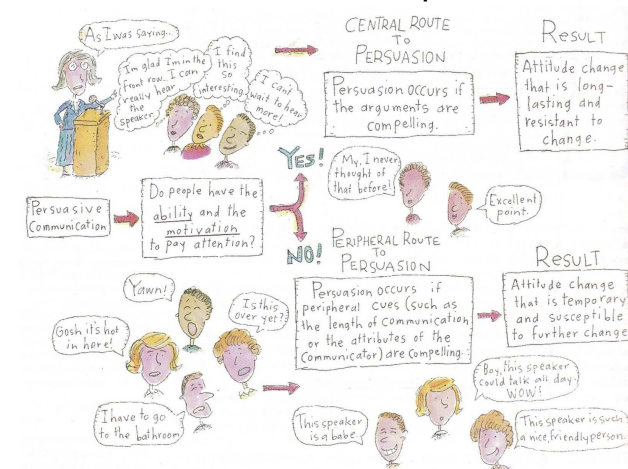 As I was saying...
I'm glad I'm in the
front row... I can
really hear
the
speaker.
I find
this
so
interesting.
I can't
wait to hear
more!
CENTRAL ROUTE
TO
PERSUASION
Persuasion occurs if
the arguments are
compelling.
RESULT
Attitude change
that is long-
lasting and
resistant to
change.
YES!
My, I never
thought of
that before!
Excellent
point.
Persuasive
Communication
Do people have the
ability and the
motivation
to pay attention?
NO!
PERIPHERAL ROUTE
TO
PERSUASION
Persuasion occurs if
peripheral cues (such as
the length of communication
or the attributes of the
communicator) are compelling.
RESULT
Attitude change
that is temporary
and susceptible
to further change
Yawn!
Is this
over yet?
Gosh it's hot
in here!
I have to go
to the bathroom
Boy, this speaker
could talk all day.
WOW!
This speaker
is a babe
This speaker is such
a nice, friendly person.